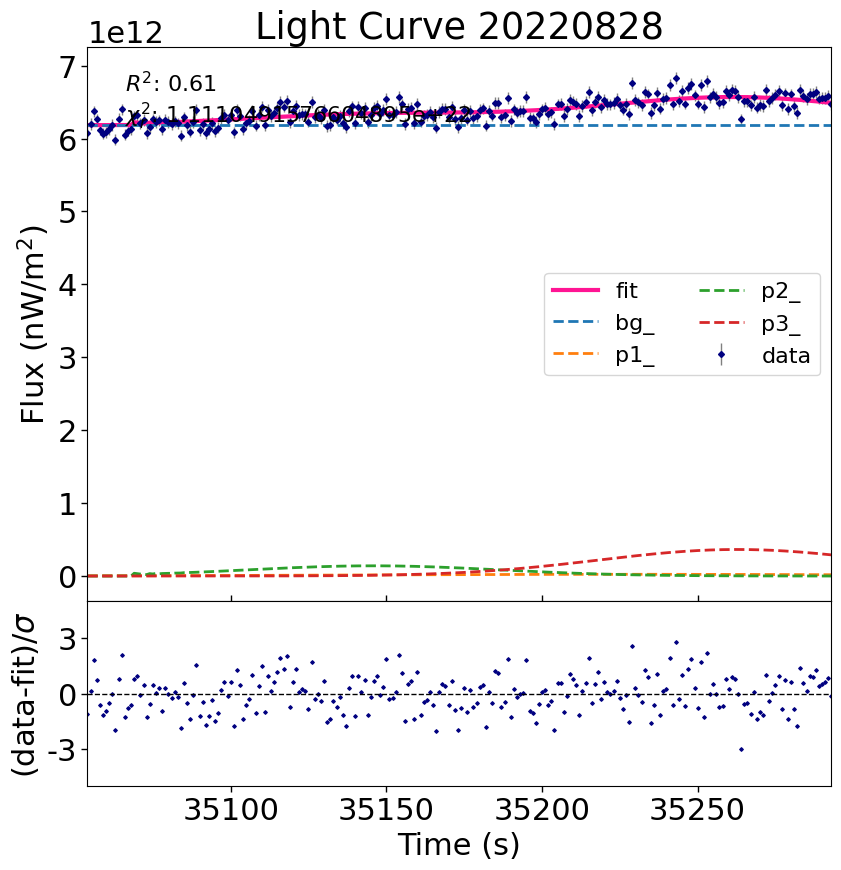 Light Curve 20220828
1e12
R²: 0.61
7
6
5
4
3
2
1
0
Flux (nW/m²)
fit
bg_
p1_
p2_
p3_
data
3
0
-3
(data-fit)/σ
35100
35150
35200
35250
Time (s)